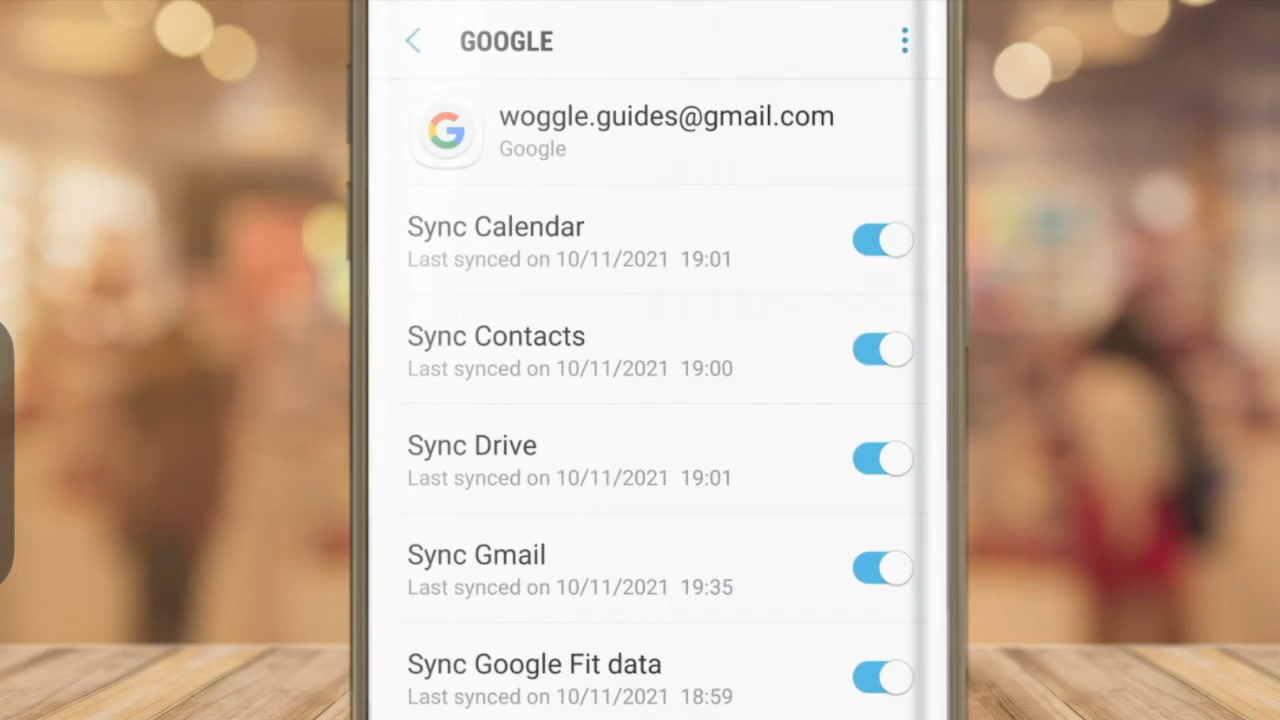 GOOGLE
woggle.guides@gmail.com
Google
Sync Calendar
Last synced on 10/11/2021 19:01
Sync Contacts
Last synced on 10/11/2021 19:00
Sync Drive
Last synced on 10/11/2021 19:01
Sync Gmail
Last synced on 10/11/2021 19:35
Sync Google Fit data
Last synced on 10/11/2021 18:59